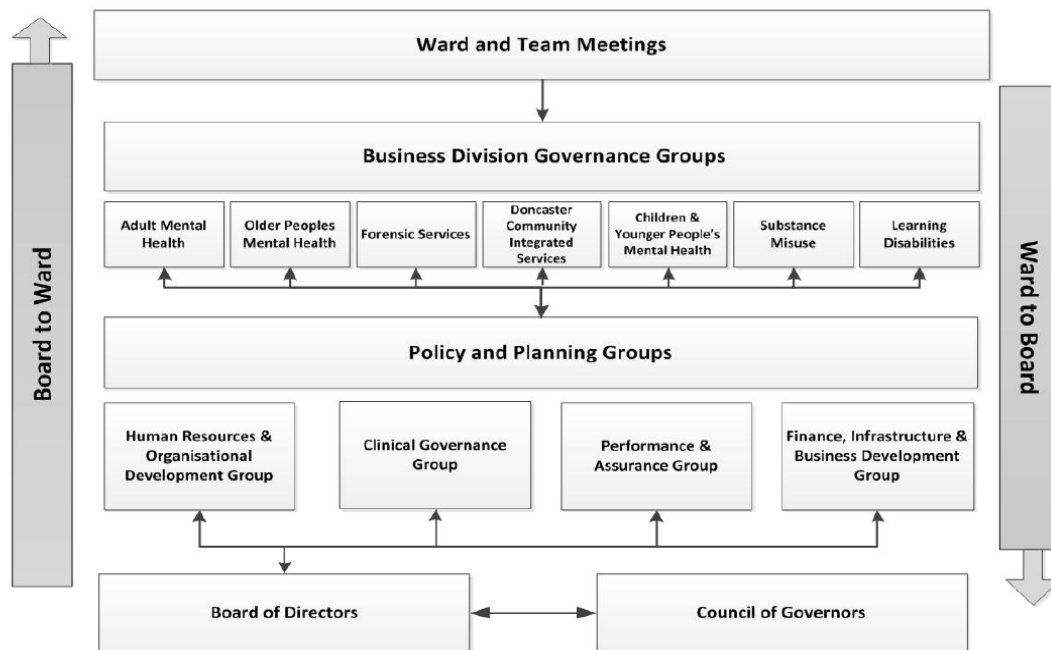 Ward and Team Meetings
Business Division Governance Groups
Adult Mental
Health
Older Peoples
Mental Health
Forensic Services
Doncaster
Community
Integrated
Services
Children &
Younger People's
Mental Health
Substance
Misuse
Learning
Disabilities
Policy and Planning Groups
Human Resources &
Organisational
Development Group
Clinical Governance
Group
Performance &
Assurance Group
Finance, Infrastructure &
Business Development
Group
Board of Directors
Council of Governors
Board to Ward
Ward to Board